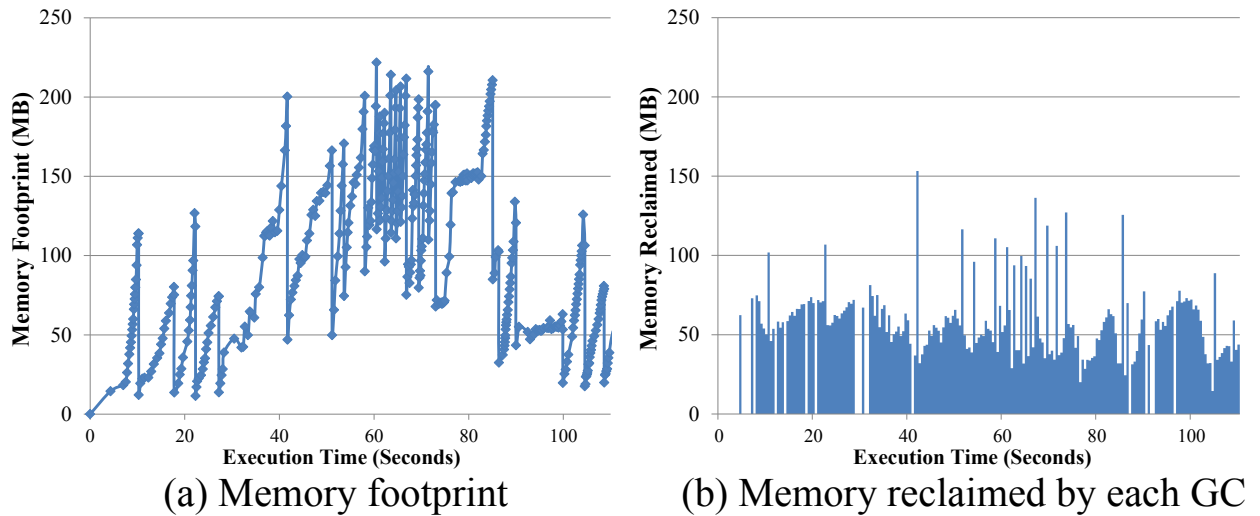 Memory Footprint (MB)
250
200
150
100
50
0
0 20 40 60 80 100
Execution Time (Seconds)
(a) Memory footprint
Memory Reclaimed (MB)
250
200
150
100
50
0
0 20 40 60 80 100
Execution Time (Seconds)
(b) Memory reclaimed by each GC